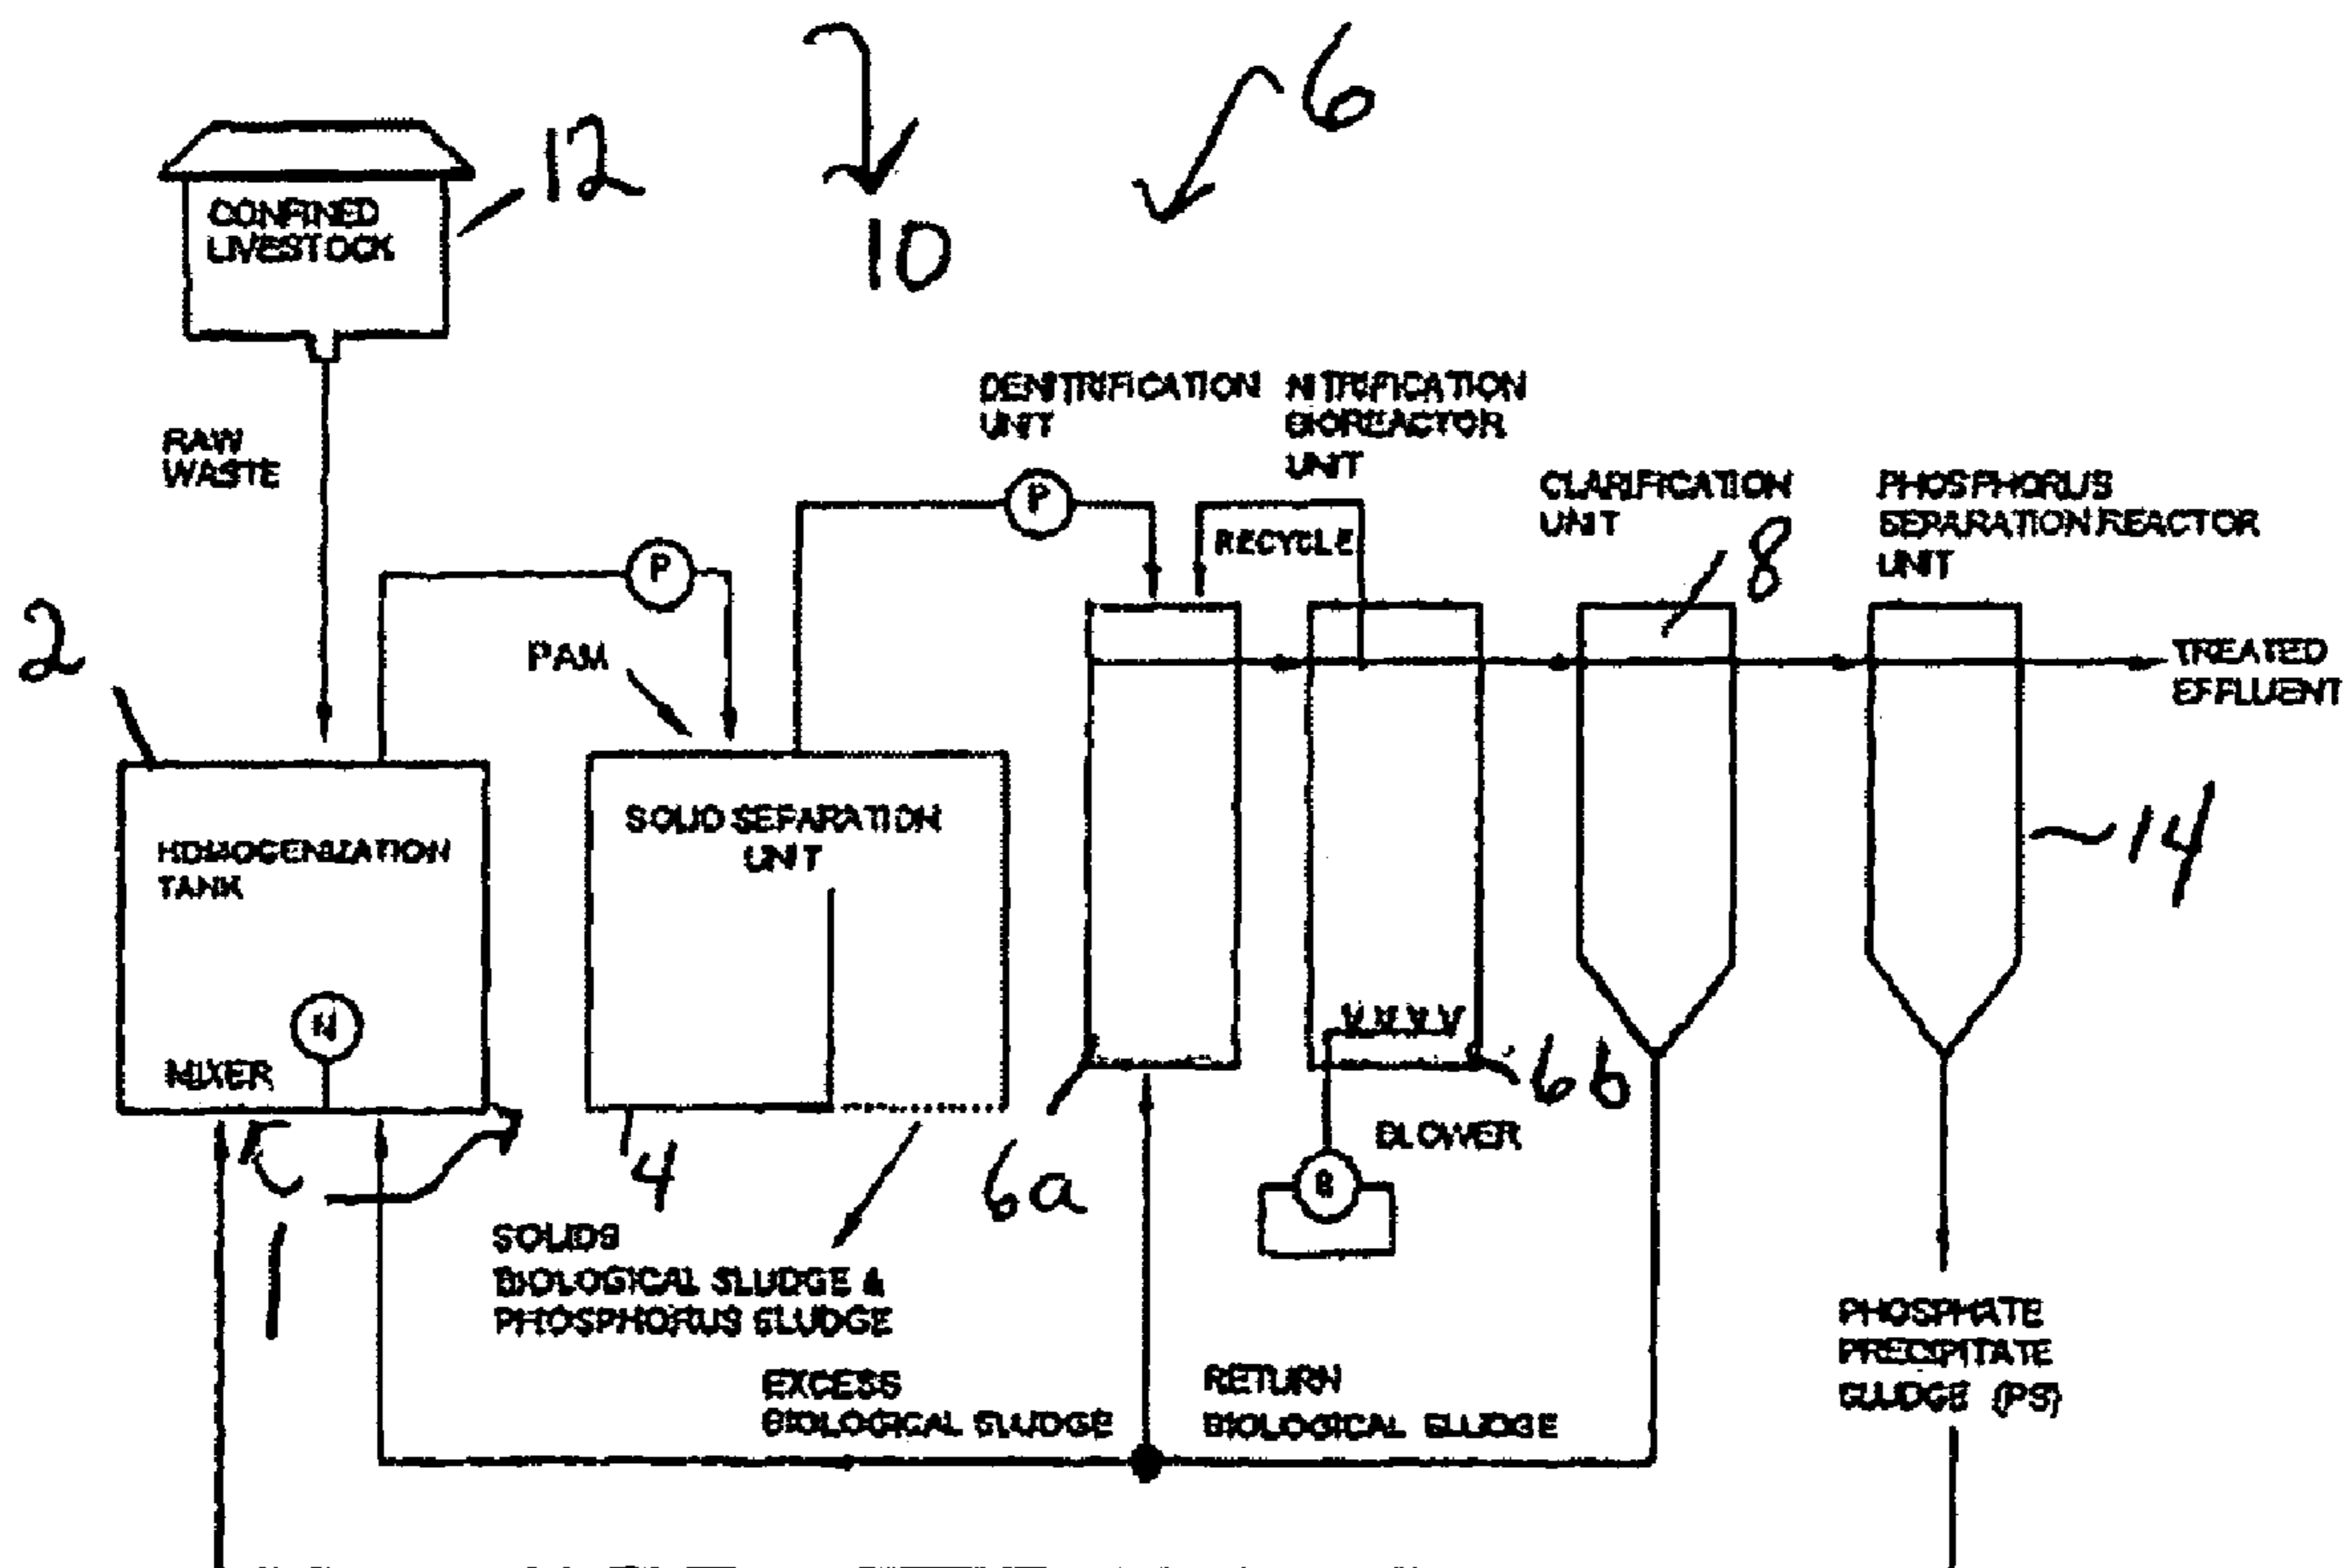 6
12
10
CONFINED
LIVESTOCK
DENITRIFICATION
UNIT
NITRIFICATION
BIOREACTOR
UNIT
RAW
WASTE
CLARIFICATION
UNIT
8
PHOSPHORUS
SEPARATION REACTOR
UNIT
P
P
RECYCLE
2
PAM
TREATED
EFFLUENT
SOLID SEPARATION
UNIT
HOMOGENIZATION
TANK
14
MIXER
4
6a
6b
BLOWER
B
1
SOLIDS
BIOLOGICAL SLUDGE &
PHOSPHORUS SLUDGE
EXCESS
BIOLOGICAL SLUDGE
RETURN
BIOLOGICAL SLUDGE
PHOSPHATE
PRECIPITATE
SLUDGE (PS)